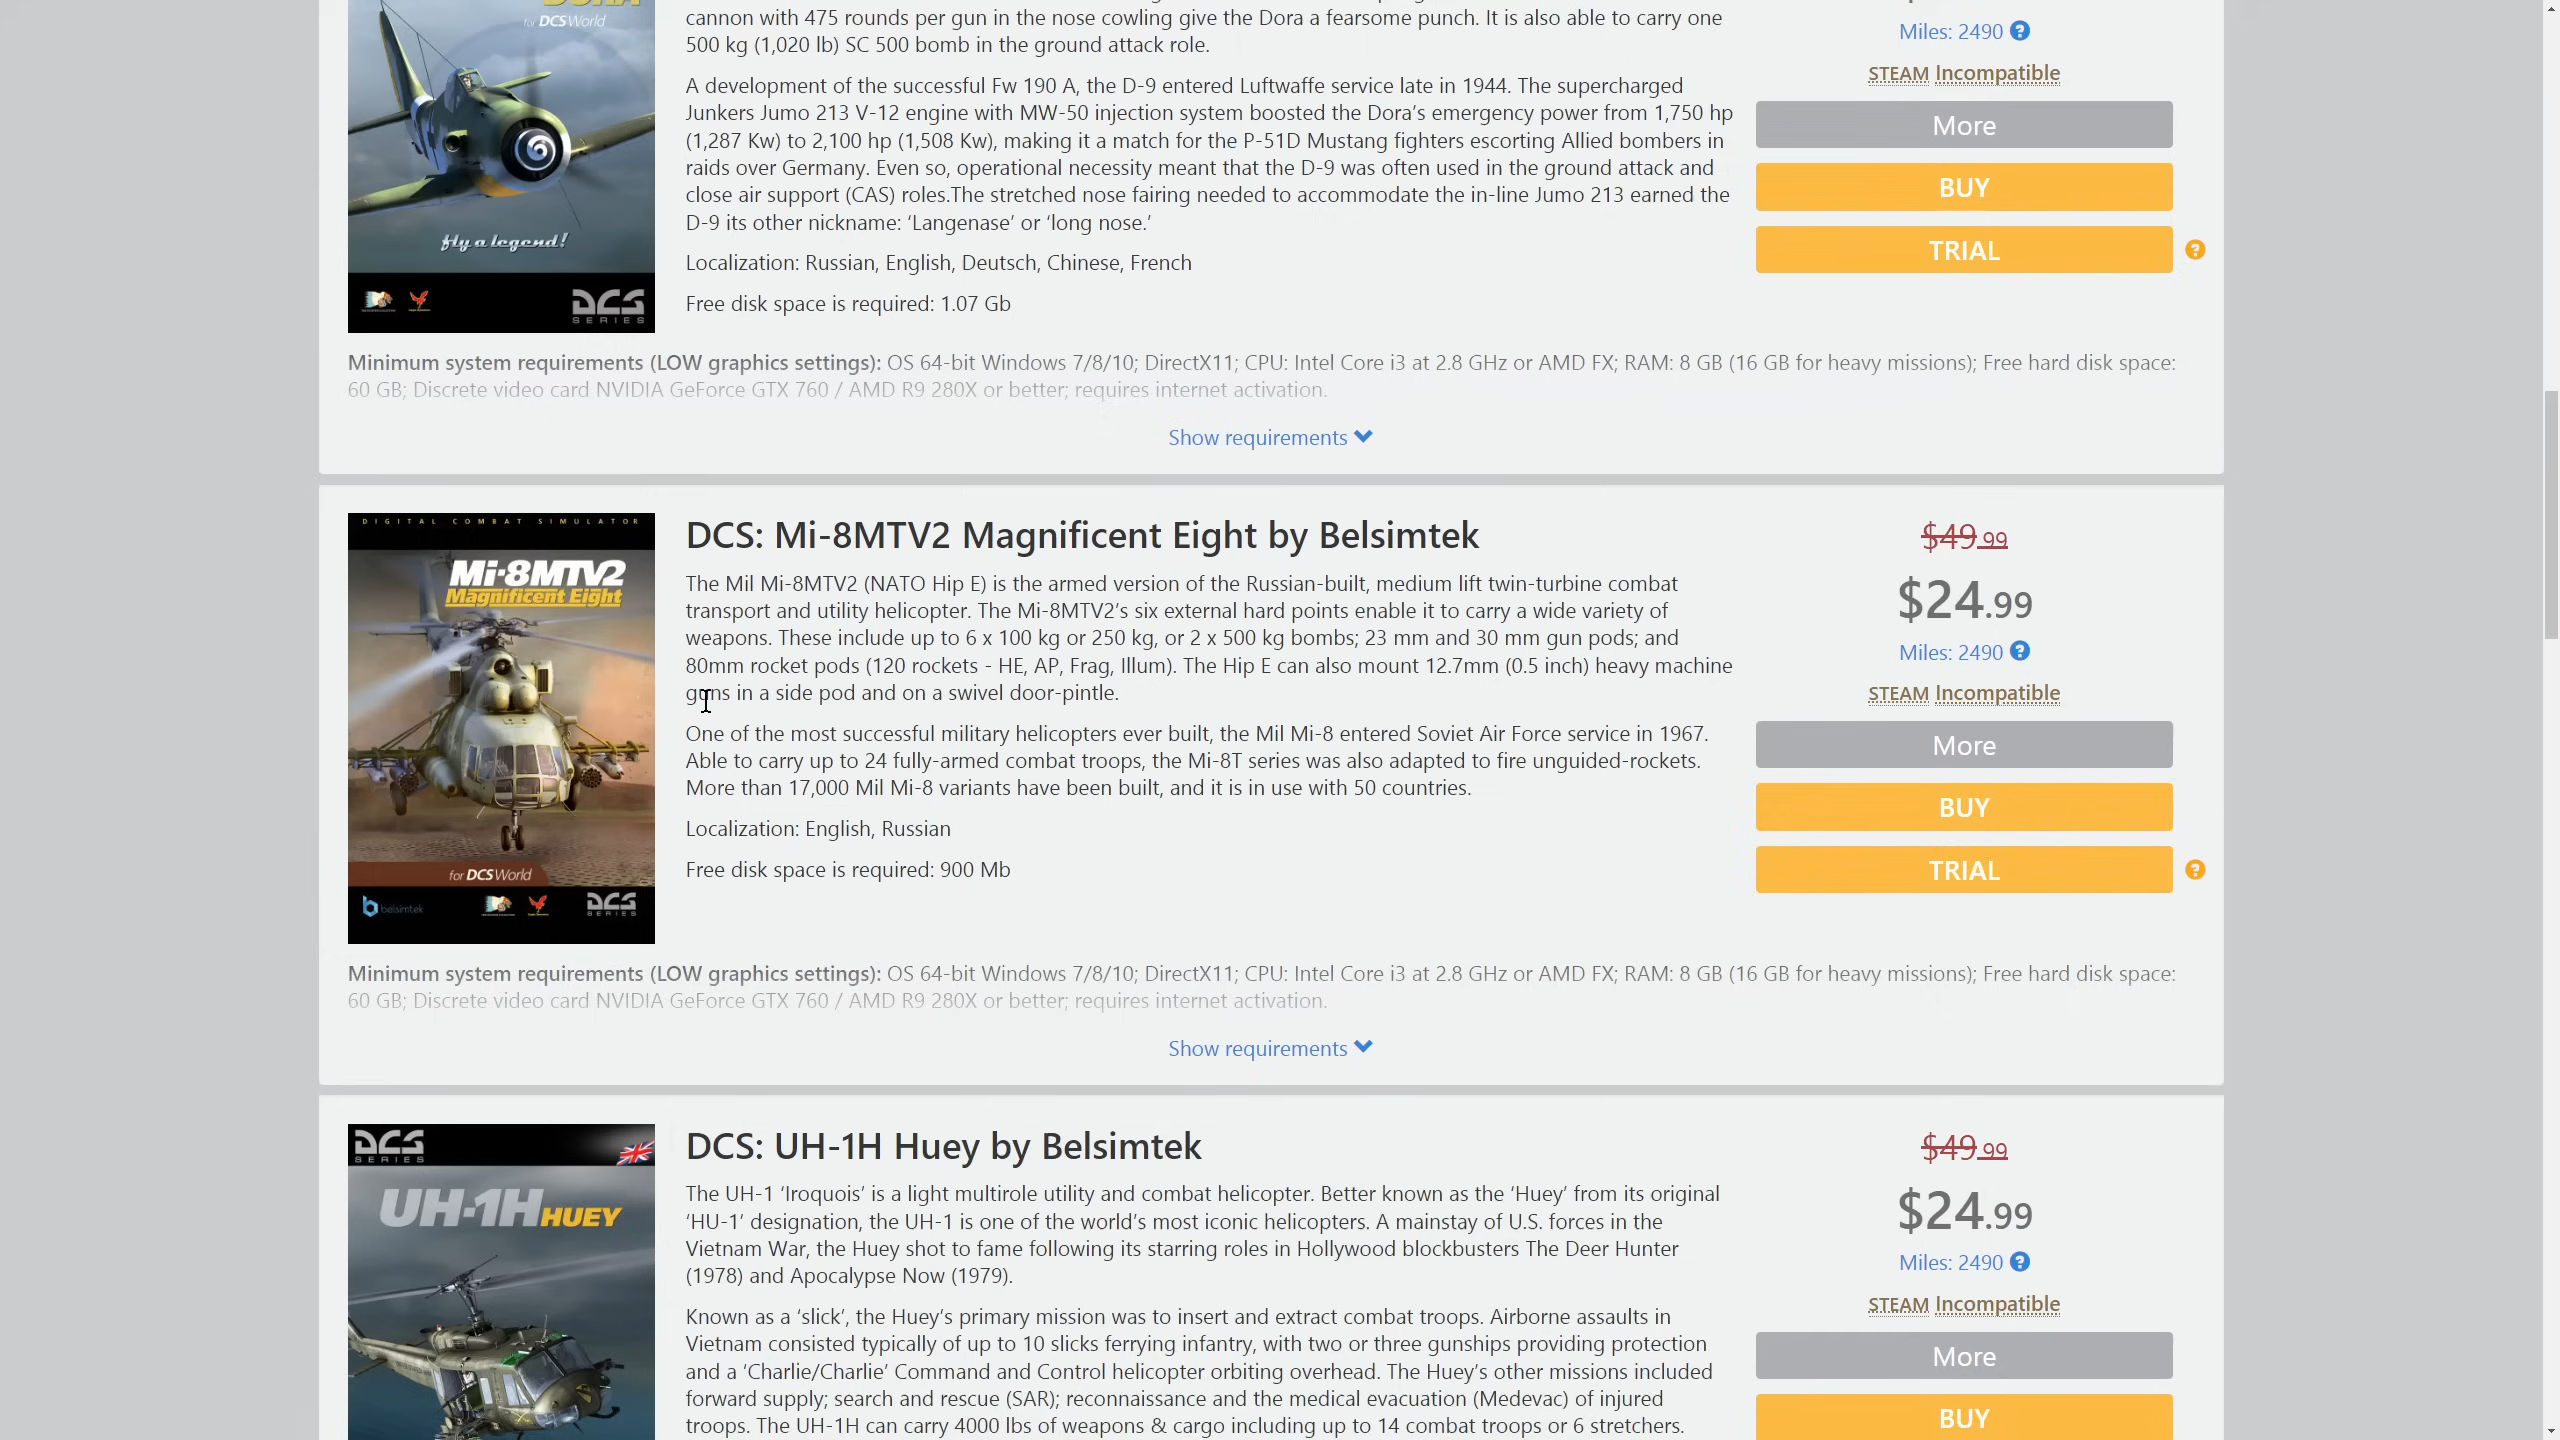 DORA
for DCS World
cannon with 475 rounds per gun in the nose cowling give the Dora a fearsome punch. It is also able to carry one
500 kg (1,020 lb) SC 500 bomb in the ground attack role.
A development of the successful Fw 190 A, the D-9 entered Luftwaffe service late in 1944. The supercharged
Junkers Jumo 213 V-12 engine with MW-50 injection system boosted the Dora’s emergency power from 1,750 hp
(1,287 Kw) to 2,100 hp (1,508 Kw), making it a match for the P-51D Mustang fighters escorting Allied bombers in
raids over Germany. Even so, operational necessity meant that the D-9 was often used in the ground attack and
close air support (CAS) roles.The stretched nose fairing needed to accommodate the in-line Jumo 213 earned the
D-9 its other nickname: ‘Langenase’ or ‘long nose.’
Localization: Russian, English, Deutsch, Chinese, French
Free disk space is required: 1.07 Gb
fly a legend!
DCS
SERIES
Miles: 2490 ?
STEAM Incompatible
More
BUY
TRIAL ?
Minimum system requirements (LOW graphics settings): OS 64-bit Windows 7/8/10; DirectX11; CPU: Intel Core i3 at 2.8 GHz or AMD FX; RAM: 8 GB (16 GB for heavy missions); Free hard disk space:
60 GB; Discrete video card NVIDIA GeForce GTX 760 / AMD R9 280X or better; requires internet activation.
Show requirements
DIGITAL COMBAT SIMULATOR
Mi-8MTV2
Magnificent Eight
for DCS World
belsimtek
DCS
SERIES
DCS: Mi-8MTV2 Magnificent Eight by Belsimtek
The Mil Mi-8MTV2 (NATO Hip E) is the armed version of the Russian-built, medium lift twin-turbine combat
transport and utility helicopter. The Mi-8MTV2’s six external hard points enable it to carry a wide variety of
weapons. These include up to 6 x 100 kg or 250 kg, or 2 x 500 kg bombs; 23 mm and 30 mm gun pods; and
80mm rocket pods (120 rockets - HE, AP, Frag, Illum). The Hip E can also mount 12.7mm (0.5 inch) heavy machine
guns in a side pod and on a swivel door-pintle.
One of the most successful military helicopters ever built, the Mil Mi-8 entered Soviet Air Force service in 1967.
Able to carry up to 24 fully-armed combat troops, the Mi-8T series was also adapted to fire unguided-rockets.
More than 17,000 Mil Mi-8 variants have been built, and it is in use with 50 countries.
Localization: English, Russian
Free disk space is required: 900 Mb
$49.99
$24.99
Miles: 2490 ?
STEAM Incompatible
More
BUY
TRIAL ?
Minimum system requirements (LOW graphics settings): OS 64-bit Windows 7/8/10; DirectX11; CPU: Intel Core i3 at 2.8 GHz or AMD FX; RAM: 8 GB (16 GB for heavy missions); Free hard disk space:
60 GB; Discrete video card NVIDIA GeForce GTX 760 / AMD R9 280X or better; requires internet activation.
Show requirements
DCS
SERIES
UH-1H HUEY
DCS: UH-1H Huey by Belsimtek
The UH-1 ‘Iroquois’ is a light multirole utility and combat helicopter. Better known as the ‘Huey’ from its original
‘HU-1’ designation, the UH-1 is one of the world’s most iconic helicopters. A mainstay of U.S. forces in the
Vietnam War, the Huey shot to fame following its starring roles in Hollywood blockbusters The Deer Hunter
(1978) and Apocalypse Now (1979).
Known as a ‘slick’, the Huey’s primary mission was to insert and extract combat troops. Airborne assaults in
Vietnam consisted typically of up to 10 slicks ferrying infantry, with two or three gunships providing protection
and a ‘Charlie/Charlie’ Command and Control helicopter orbiting overhead. The Huey’s other missions included
forward supply; search and rescue (SAR); reconnaissance and the medical evacuation (Medevac) of injured
troops. The UH-1H can carry 4000 lbs of weapons & cargo including up to 14 combat troops or 6 stretchers.
$49.99
$24.99
Miles: 2490 ?
STEAM Incompatible
More
BUY